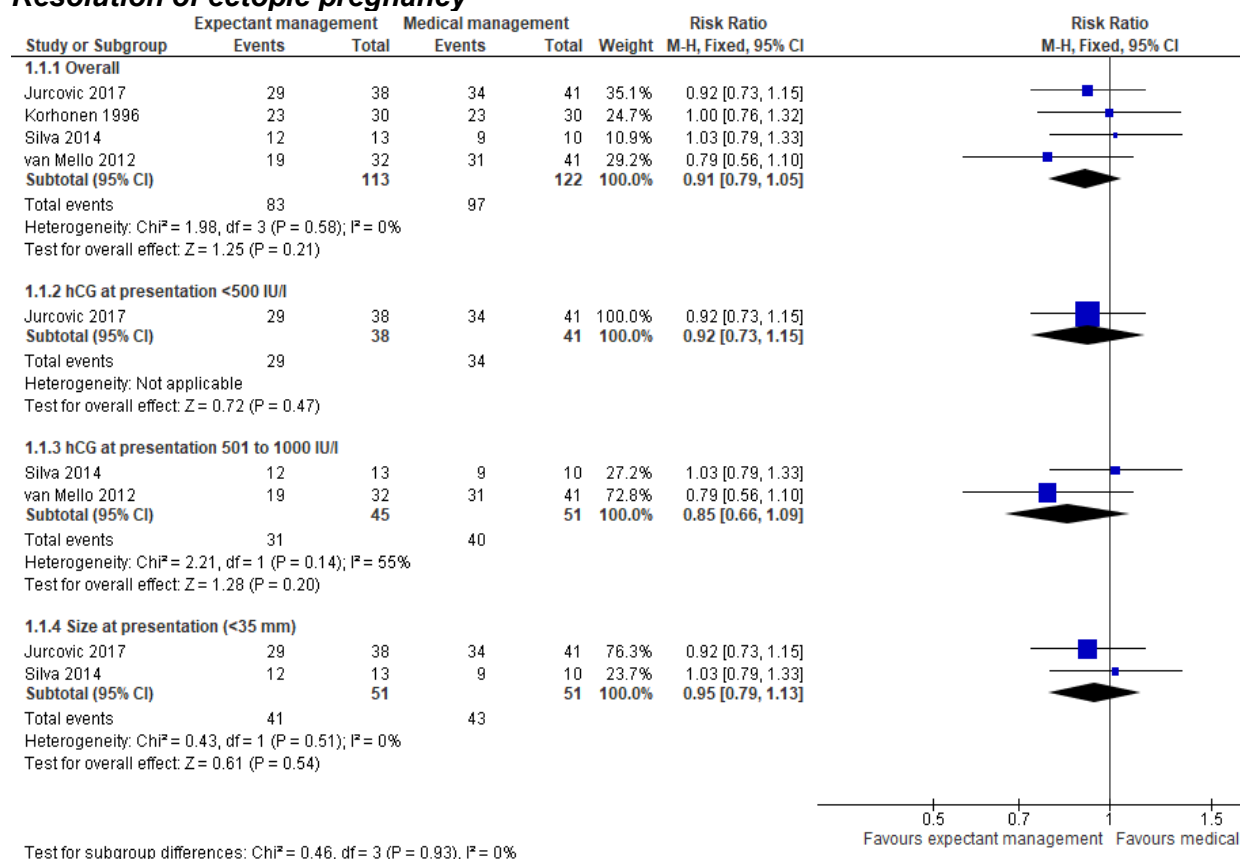 Resolution of ectopic pregnancy
Expectant management Medical management Risk Ratio Risk Ratio
Study or Subgroup Events Total Events Total Weight M-H, Fixed, 95% CI M-H, Fixed, 95% CI
1.1.1 Overall
Jurcovic 2017 29 38 34 41 35.1% 0.92 [0.73, 1.15]
Korhonen 1996 23 30 23 30 24.7% 1.00 [0.76, 1.32]
Silva 2014 12 13 9 10 10.9% 1.03 [0.79, 1.33]
van Mello 2012 19 32 31 41 29.2% 0.79 [0.56, 1.10]
Subtotal (95% CI) 113 122 100.0% 0.91 [0.79, 1.05]
Total events 83 97
Heterogeneity: Chi² = 1.98, df = 3 (P = 0.58); I² = 0%
Test for overall effect: Z = 1.25 (P = 0.21)
1.1.2 hCG at presentation <500 IU/l
Jurcovic 2017 29 38 34 41 100.0% 0.92 [0.73, 1.15]
Subtotal (95% CI) 38 41 100.0% 0.92 [0.73, 1.15]
Total events 29 34
Heterogeneity: Not applicable
Test for overall effect: Z = 0.72 (P = 0.47)
1.1.3 hCG at presentation 501 to 1000 IU/l
Silva 2014 12 13 9 10 27.2% 1.03 [0.79, 1.33]
van Mello 2012 19 32 31 41 72.8% 0.79 [0.56, 1.10]
Subtotal (95% CI) 45 51 100.0% 0.85 [0.66, 1.09]
Total events 31 40
Heterogeneity: Chi² = 2.21, df = 1 (P = 0.14); I² = 55%
Test for overall effect: Z = 1.28 (P = 0.20)
1.1.4 Size at presentation (<35 mm)
Jurcovic 2017 29 38 34 41 76.3% 0.92 [0.73, 1.15]
Silva 2014 12 13 9 10 23.7% 1.03 [0.79, 1.33]
Subtotal (95% CI) 51 51 100.0% 0.95 [0.79, 1.13]
Total events 41 43
Heterogeneity: Chi² = 0.43, df = 1 (P = 0.51); I² = 0%
Test for overall effect: Z = 0.61 (P = 0.54)
0.5 0.7 1 1.5
Favours expectant management Favours medical
Test for subgroup differences: Chi² = 0.46, df = 3 (P = 0.93), I² = 0%